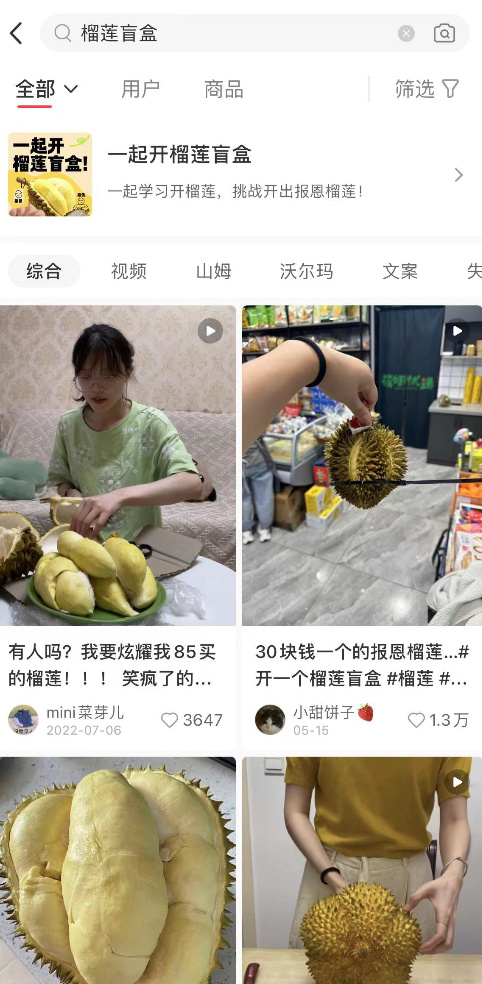 榴莲盲盒
全部
用户
商品
筛选
一起开
榴莲盲盒!
一起开榴莲盲盒
一起学习开榴莲，挑战开出报恩榴莲！
综合
视频
山姆
沃尔玛
文案
失
有人吗？我要炫耀我85买
的榴莲！！！ 笑疯了的...
mini菜芽儿
2022-07-06
3647
30块钱一个的报恩榴莲...#
开一个榴莲盲盒 #榴莲 #...
小甜饼子🍓
05-15
1.3万